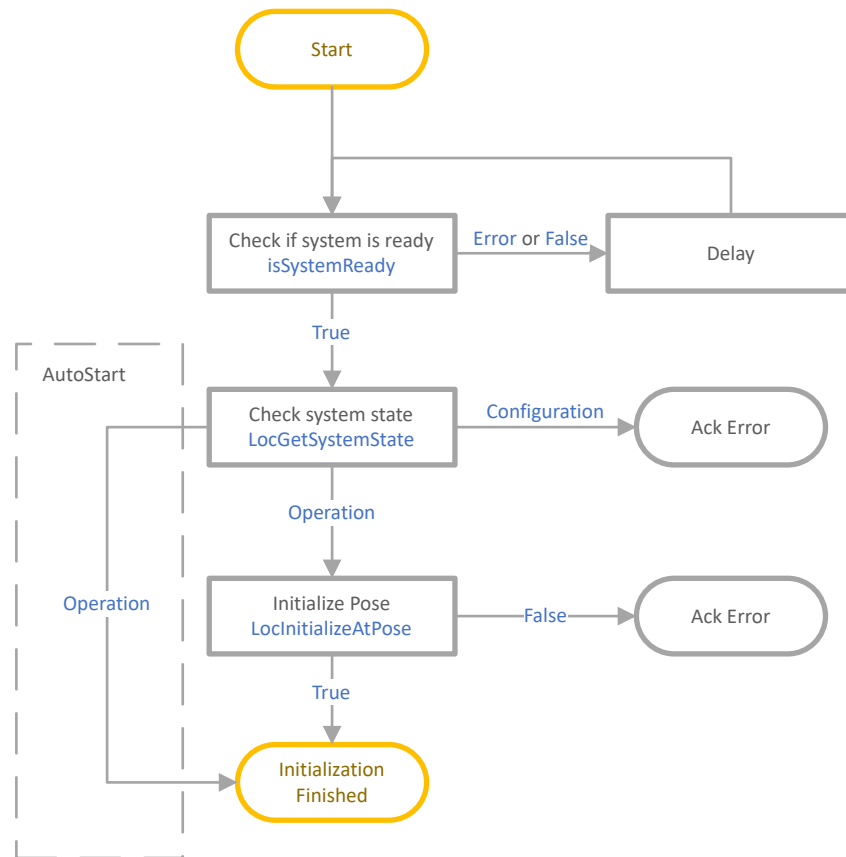 Start
Check if system is ready
isSystemReady
Error or False
Delay
True
AutoStart
Check system state
LocGetSystemState
Configuration
Ack Error
Operation
Operation
Initialize Pose
LocInitializeAtPose
False
Ack Error
True
Initialization
Finished